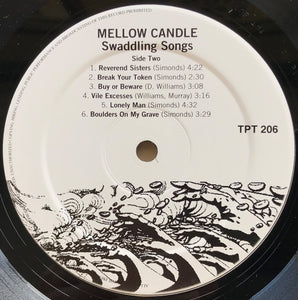 MELLOW CANDLE
Swaddling Songs
Side Two
1. Reverend Sisters (Simonds) 4:22
2. Break Your Token (Simonds) 2:30
3. Buy or Beware (D. Williams) 3:08
4. Vile Excesses (Williams, Murray) 3:16
5. Lonely Man (Simonds) 4:32
6. Boulders On My Grave (Simonds) 3:29
TPT 206